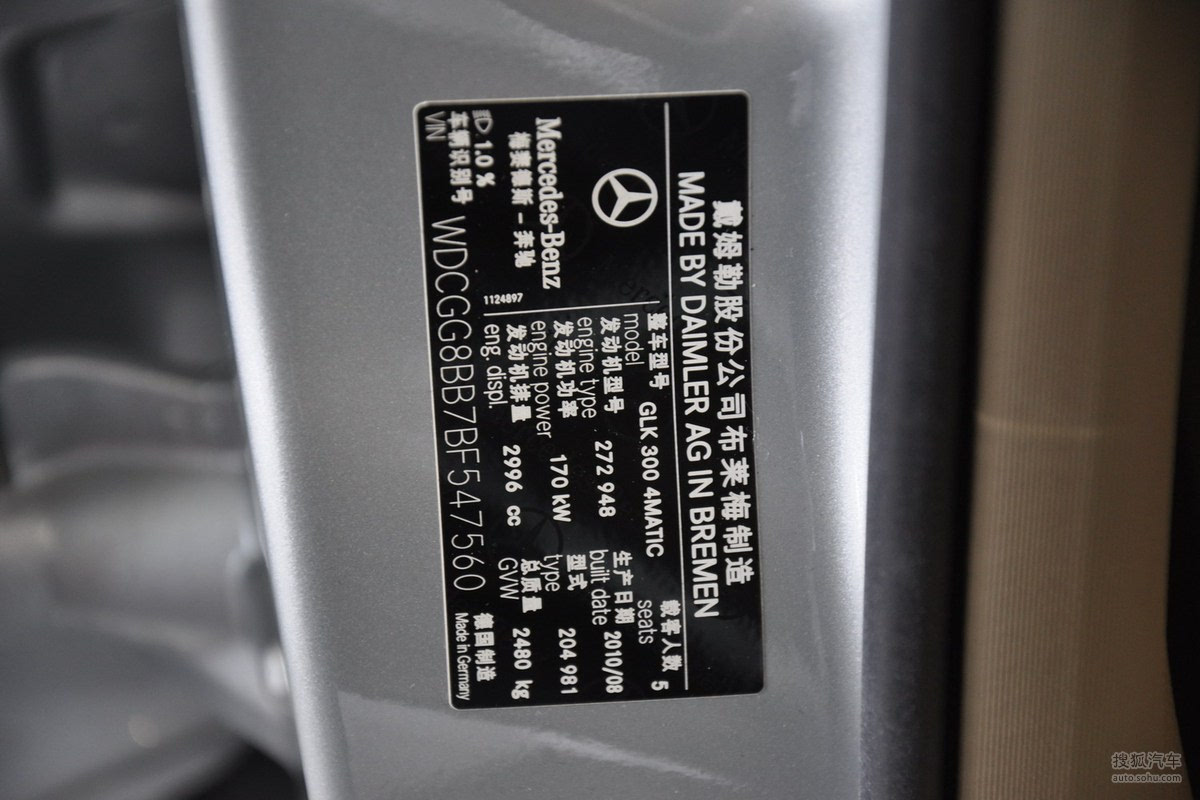 戴姆勒股份公司布莱梅制造
MADE BY DAIMLER AG IN BREMEN
Mercedes-Benz
梅赛德斯-奔驰
1.0 %
1124897
整车型号 GLK 300 4MATIC 载客人数 5
model seats
发动机型号 272 948 生产日期 2010/08
engine type built date
发动机功率 170 kW 型式 204 981
engine power type
发动机排量 2996 cc 总质量 2480 kg
eng. displ. GVW
车辆识别号 WDCGG8BB7BF547560 德国制造
VIN Made in Germany
搜狐汽车
auto.sohu.com